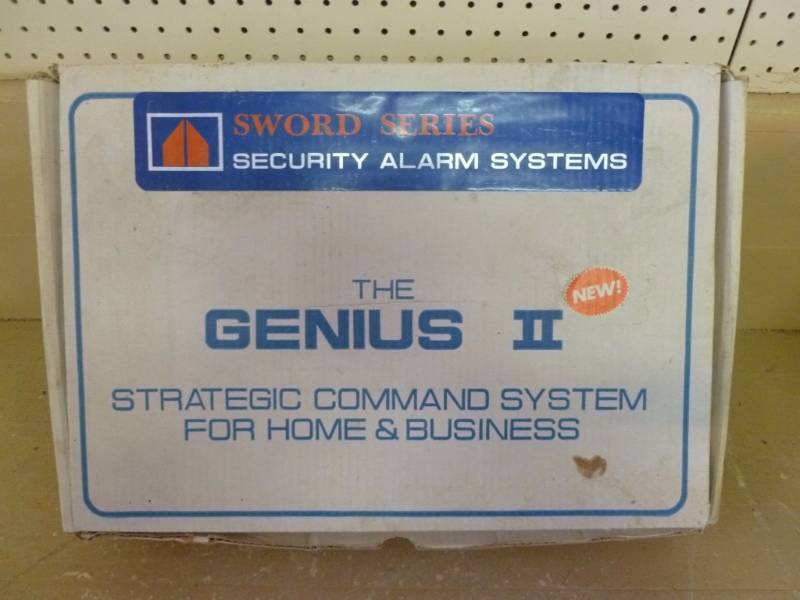 SWORD SERIES
SECURITY ALARM SYSTEMS
THE
NEW!
GENIUS II
STRATEGIC COMMAND SYSTEM
FOR HOME & BUSINESS